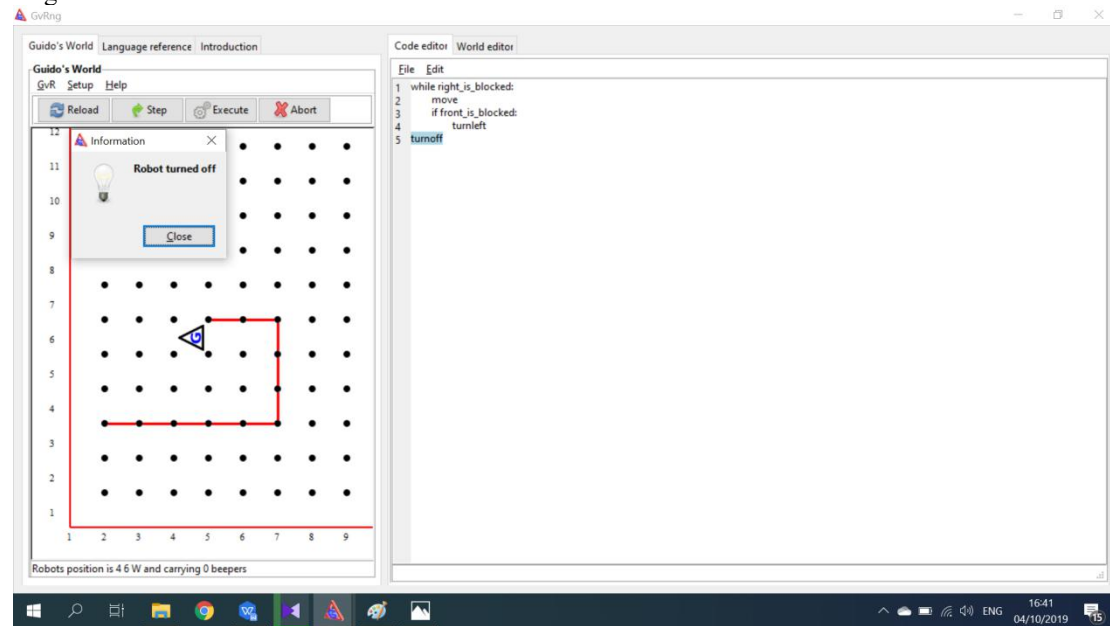 GvRng
Guido's World Language reference Introduction
Guido's World
GvR Setup Help
Reload Step Execute Abort
12
11
10
9
8
7
6
5
4
3
2
1
1 2 3 4 5 6 7 8 9
Information
Robot turned off
Close
G
Robots position is 4 6 W and carrying 0 beepers
Code editor World editor
File Edit
1 while right_is_blocked:
2 move
3 if front_is_blocked:
4 turnleft
5 turnoff
ENG
16:41
04/10/2019
15